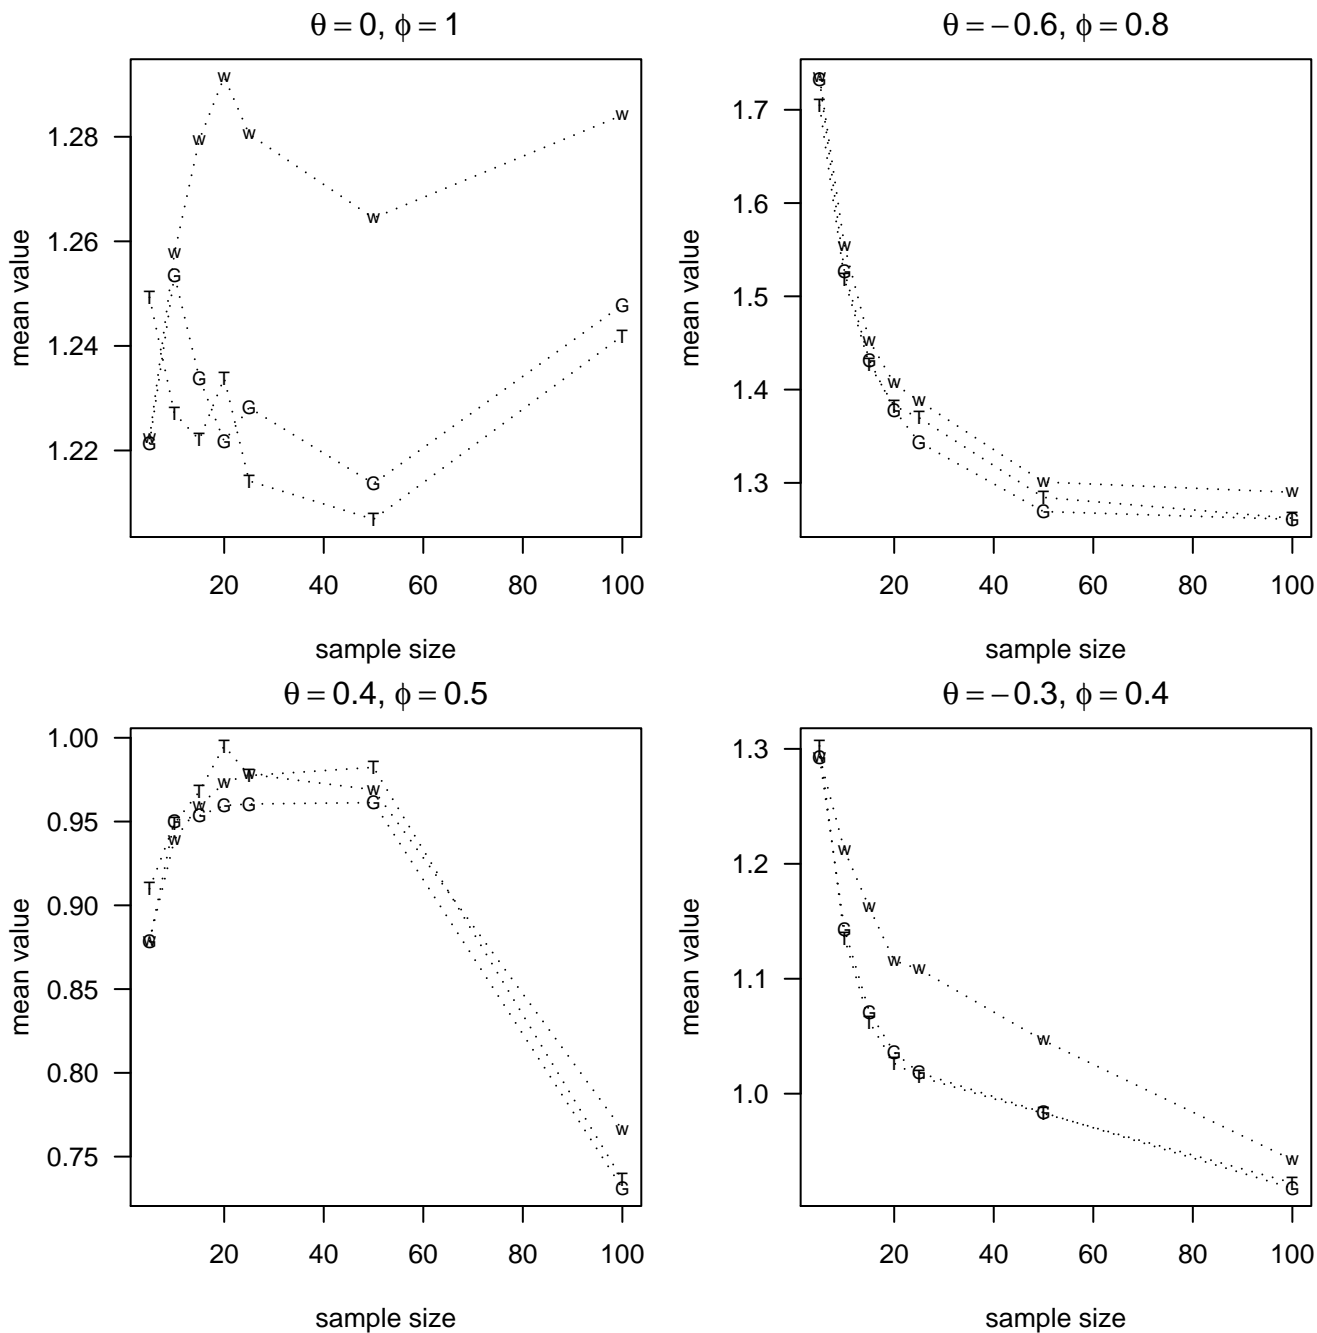 θ = 0, ϕ = 1
mean value
1.28
1.26
1.24
1.22
w
w
w
w
w
w
w
G
G
G
G
G
G
G
T
T
T
T
T
T
T
20 40 60 80 100
sample size
θ = −0.6, ϕ = 0.8
mean value
1.7
1.6
1.5
1.4
1.3
w
w
w
w
w
w
w
G
G
G
G
G
G
G
T
T
T
T
T
T
T
20 40 60 80 100
sample size
θ = 0.4, ϕ = 0.5
mean value
1.00
0.95
0.90
0.85
0.80
0.75
w
w
w
w
w
w
w
G
G
G
G
G
G
G
T
T
T
T
T
T
T
20 40 60 80 100
sample size
θ = −0.3, ϕ = 0.4
mean value
1.3
1.2
1.1
1.0
w
w
w
w
w
w
w
G
G
G
G
G
G
G
T
T
T
T
T
T
T
20 40 60 80 100
sample size